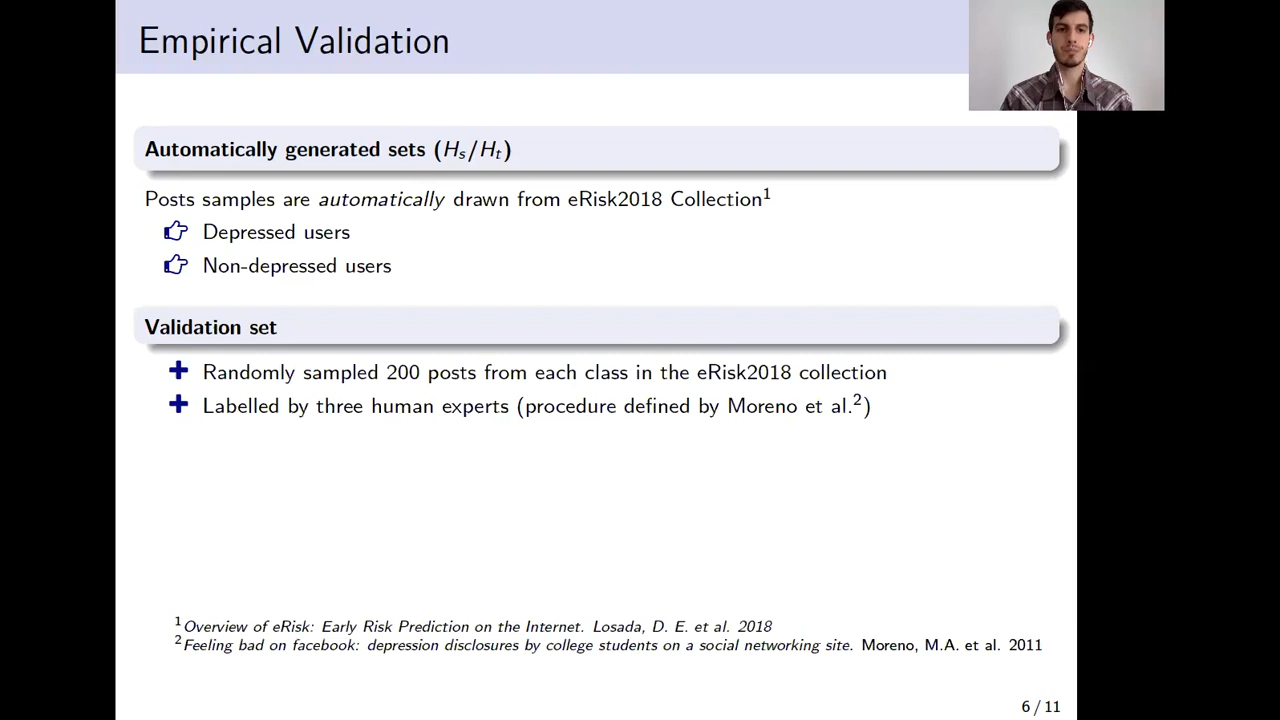 Empirical Validation
Automatically generated sets (Hs/Ht)
Posts samples are automatically drawn from eRisk2018 Collection1
Depressed users
Non-depressed users
Validation set
Randomly sampled 200 posts from each class in the eRisk2018 collection
Labelled by three human experts (procedure defined by Moreno et al.2)
1Overview of eRisk: Early Risk Prediction on the Internet. Losada, D. E. et al. 2018
2Feeling bad on facebook: depression disclosures by college students on a social networking site. Moreno, M.A. et al. 2011
6 / 11